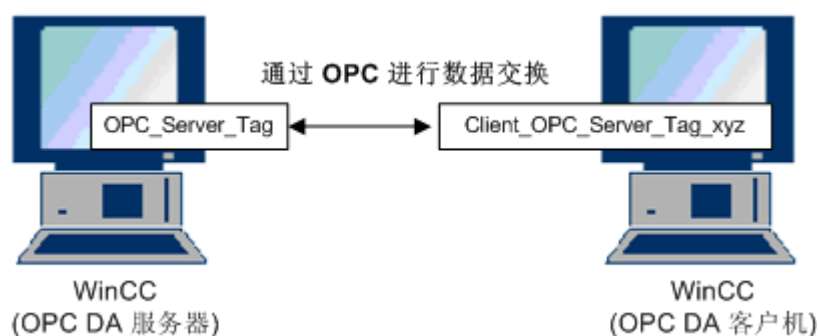 通过 OPC 进行数据交换
OPC_Server_Tag
Client_OPC_Server_Tag_xyz
WinCC
(OPC DA 服务器)
WinCC
(OPC DA 客户机)